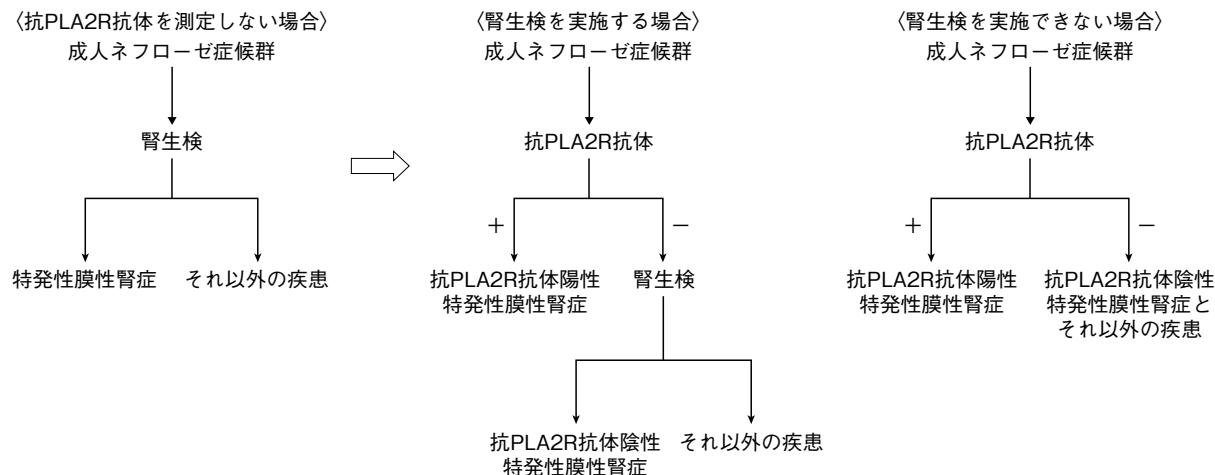 〈抗PLA2R抗体を測定しない場合〉
成人ネフローゼ症候群
腎生検
特発性膜性腎症
それ以外の疾患
〈腎生検を実施する場合〉
成人ネフローゼ症候群
抗PLA2R抗体
＋
－
抗PLA2R抗体陽性
特発性膜性腎症
腎生検
抗PLA2R抗体陰性
特発性膜性腎症
それ以外の疾患
〈腎生検を実施できない場合〉
成人ネフローゼ症候群
抗PLA2R抗体
＋
－
抗PLA2R抗体陽性
特発性膜性腎症
抗PLA2R抗体陰性
特発性膜性腎症と
それ以外の疾患